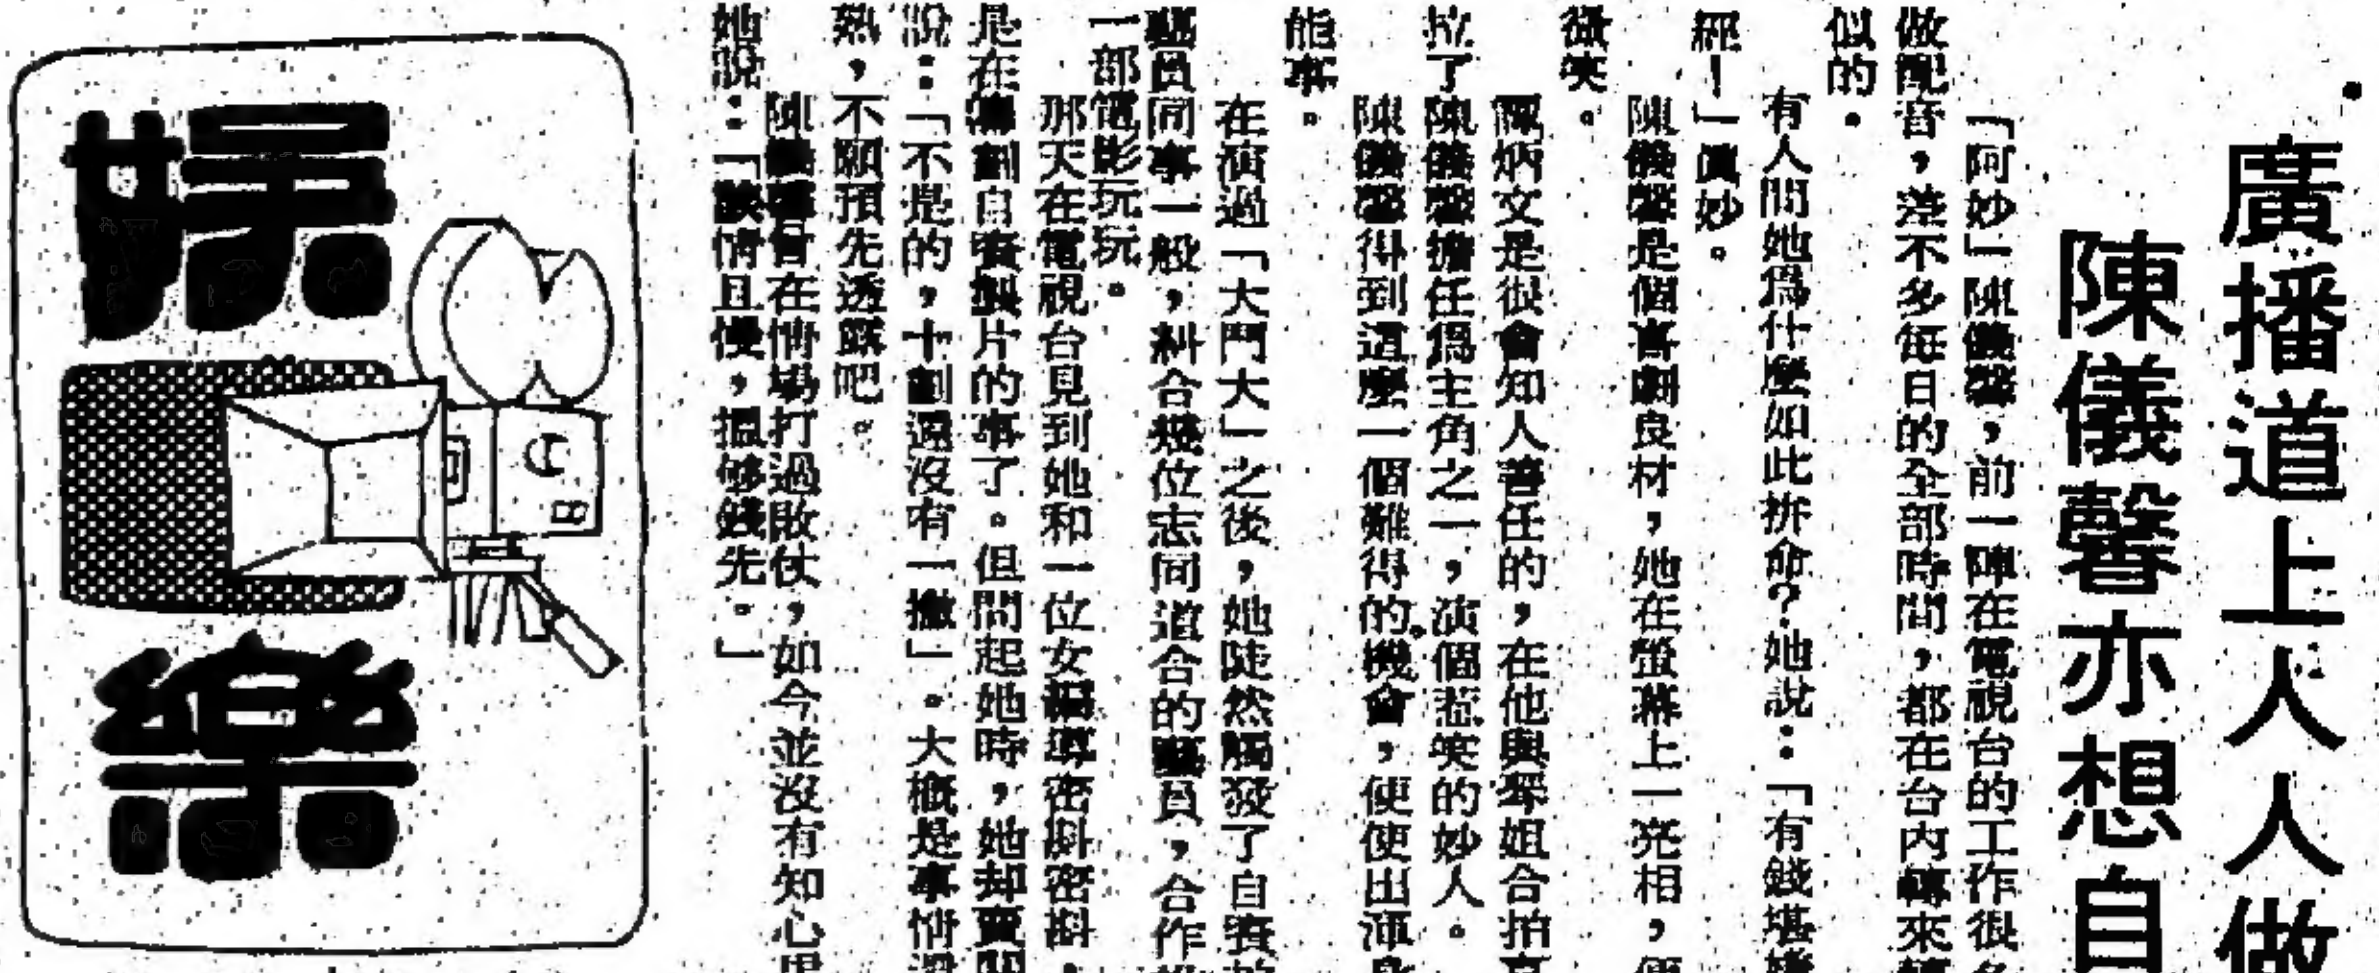 廣播道上人人做
陳儀馨亦想自
「阿妙」陳儀馨，前一陣在電視台的工作很多
做配音，差不多每日的全部時間，都在台內轉來轉
似的。
有人問她爲什麼如此拚命？她說：「有錢堪
經！」眞妙。
陳儀馨是個喜劇良材，她在螢幕上一亮相，便
微笑。
炳文是很會知人善任的，在他與琴姐合拍
拉了陳儀馨擔任爲主角之一，演個惹笑的妙人。
陳儀馨得到這麼一個難得的機會，便使出渾身
能事。
在演過「大鬥大」之後，她陡然觸發了自資
藝員同事一般，糾合幾位志同道合的藝員，合作
一部電影玩玩。
那天在電視台見到她和一位女編導密斟密斟，
是在籌劃自資製片的事了。但問起她時，她却賣關
說：「不是的，十劃還沒有一撇」。大概是事情還
熟，不願預先透露吧。
陳儀馨曾在情場打過敗仗，如今並沒有知心
她說：「談情且慢，搵够錢先。」
娛
樂